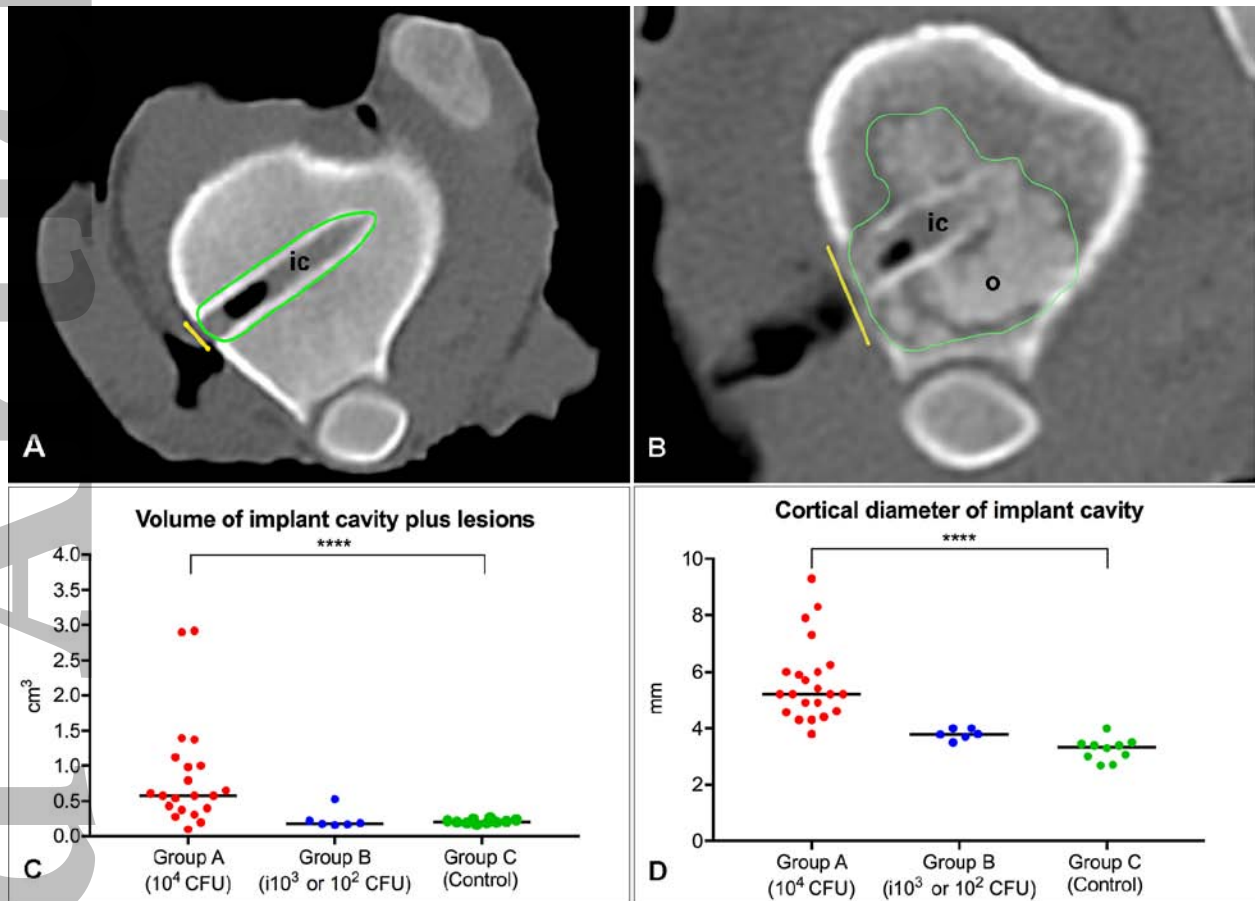 ic
A
ic
o
B
Volume of implant cavity plus lesions
****
4.0
3.5
3.0
2.5
2.0
1.5
1.0
0.5
0.0
cm³
Group A
(10⁴ CFU)
Group B
(i10³ or 10² CFU)
Group C
(Control)
C
Cortical diameter of implant cavity
****
10
8
6
4
2
0
mm
Group A
(10⁴ CFU)
Group B
(i10³ or 10² CFU)
Group C
(Control)
D